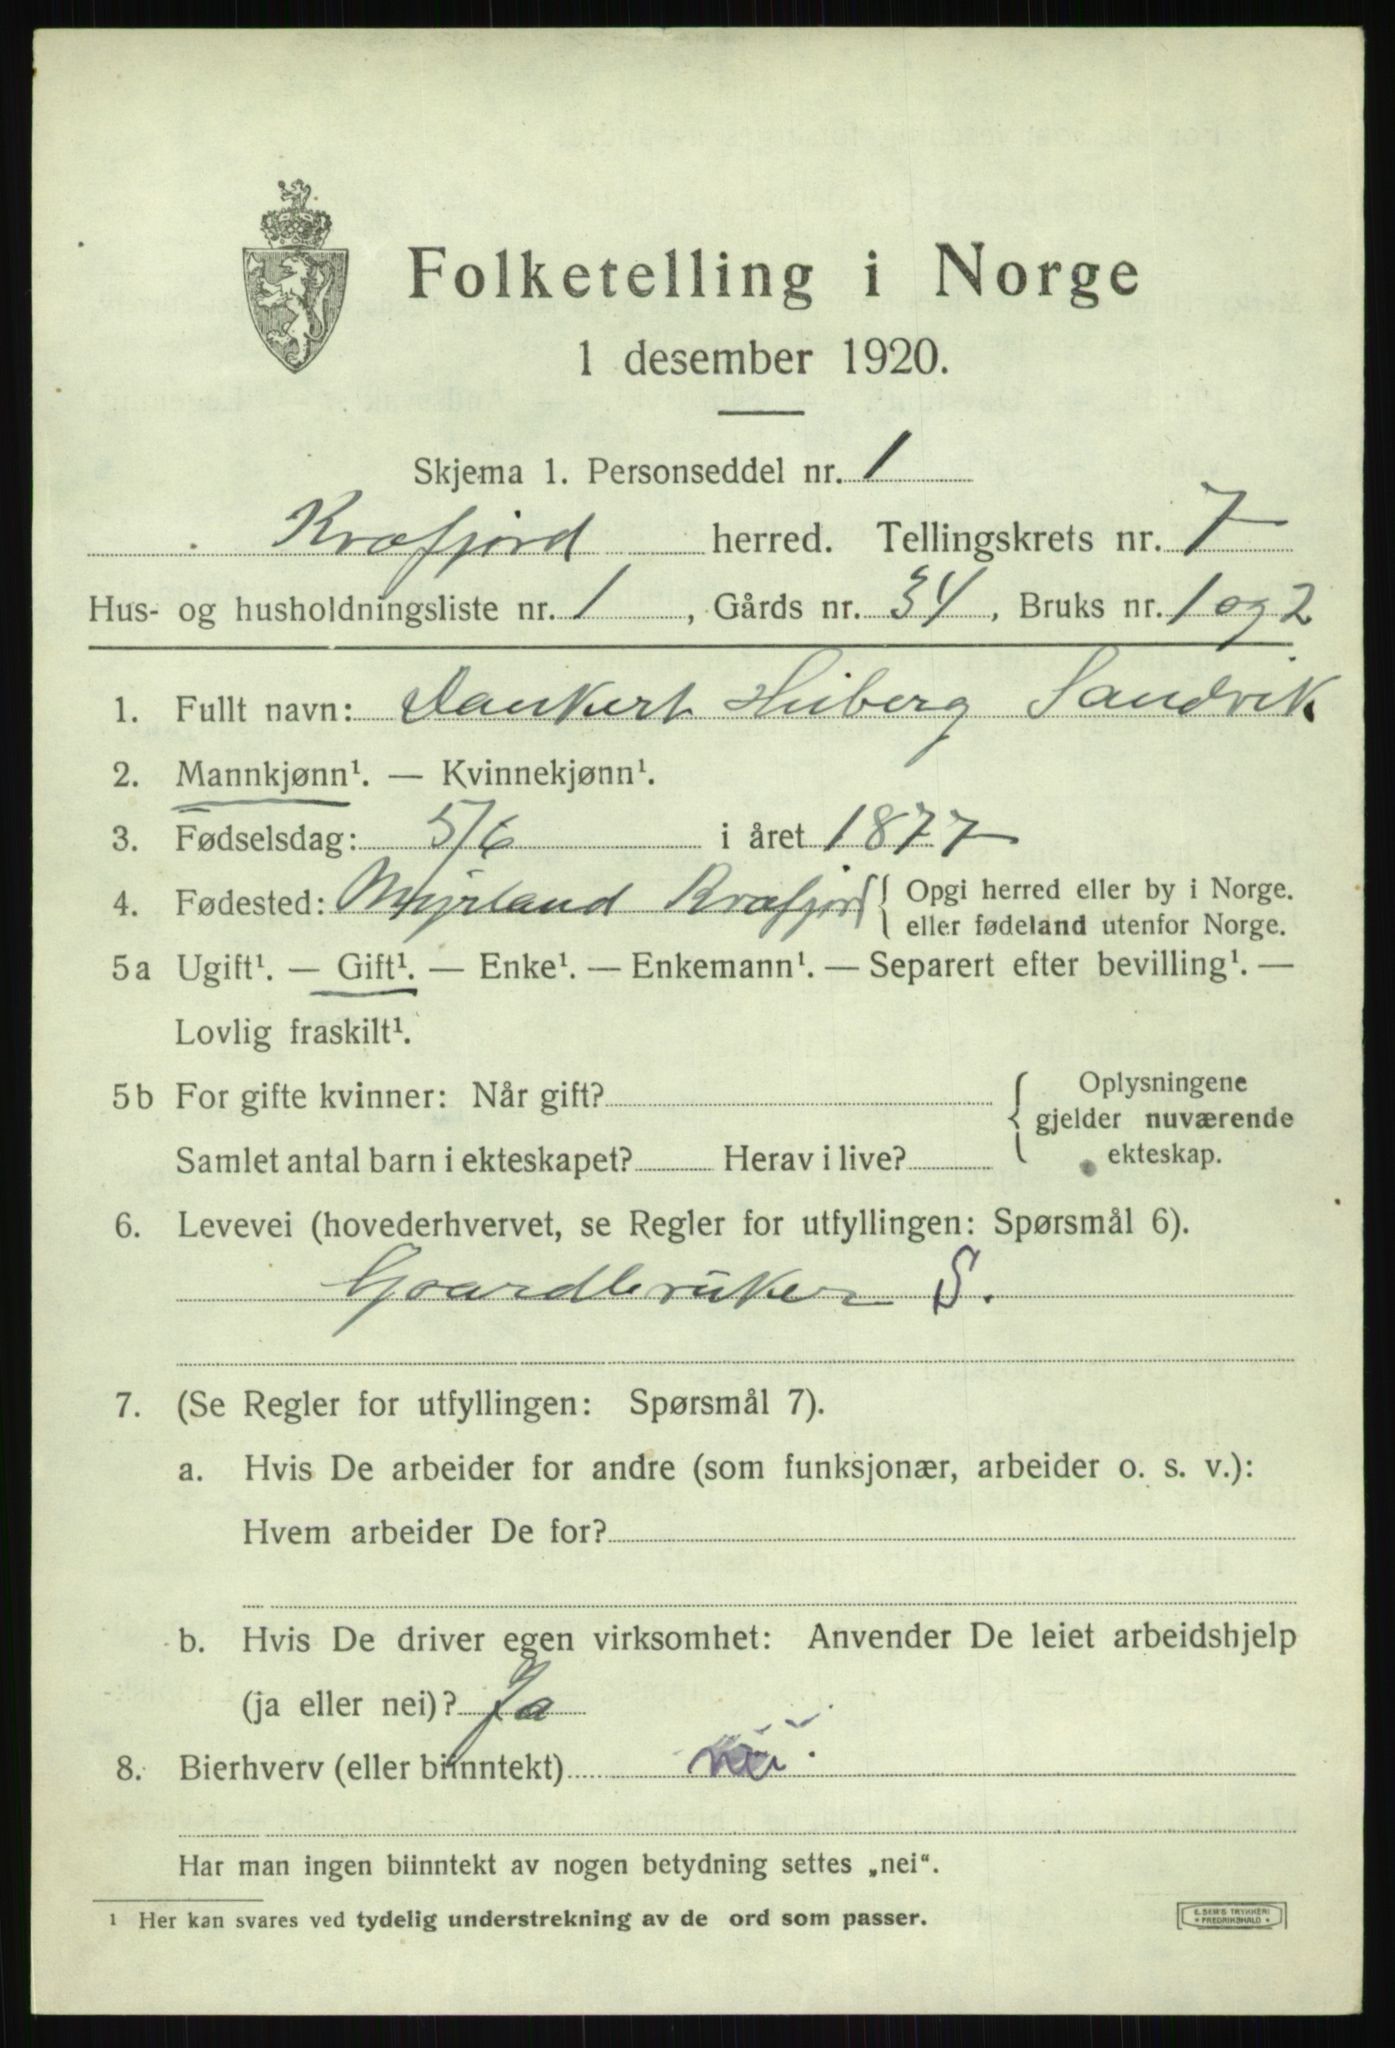 Folketelling i Norge
1 desember 1920.
Skjema 1. Personseddel nr. 1
Kvæfjord herred. Tellingskrets nr. 7
Hus- og husholdningsliste nr. 1, Gårds nr. 34, Bruks nr. 1 og 2
1. Fullt navn: Dankert Heiberg Sandvik
2. Mannkjønn¹. — Kvinnekjønn¹.
3. Fødselsdag: 5/6 i året 1877
4. Fødested: Myrland Kvæfjord { Opgi herred eller by i Norge.
eller fødeland utenfor Norge.
5a Ugift¹. — Gift¹. — Enke¹. — Enkemann¹. — Separert efter bevilling¹. —
Lovlig fraskilt¹.
5b For gifte kvinner: Når gift? { Oplysningene
gjelder nuværende
Samlet antal barn i ekteskapet? Herav i live? ekteskap.
6. Levevei (hovederhvervet, se Regler for utfyllingen: Spørsmål 6).
Gaardbruker S.
7. (Se Regler for utfyllingen: Spørsmål 7).
a. Hvis De arbeider for andre (som funksjonær, arbeider o. s. v.):
Hvem arbeider De for?
b. Hvis De driver egen virksomhet: Anvender De leiet arbeidshjelp
(ja eller nei)? Ja
8. Bierhverv (eller biinntekt) nei.
Har man ingen biinntekt av nogen betydning settes „nei“.
¹ Her kan svares ved tydelig understrekning av de ord som passer.
E. SEM'S TRYKKERI
* FREDRIKSHALD *